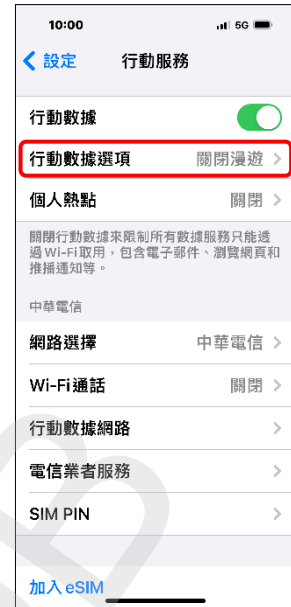 10:00
5G
設定
行動服務
行動數據
行動數據選項 關閉漫遊
個人熱點 關閉
關閉行動數據來限制所有數據服務只能透
過 Wi-Fi 取用，包含電子郵件、瀏覽網頁和
推播通知等。
中華電信
網路選擇 中華電信
Wi-Fi 通話 關閉
行動數據網路
電信業者服務
SIM PIN
加入 eSIM